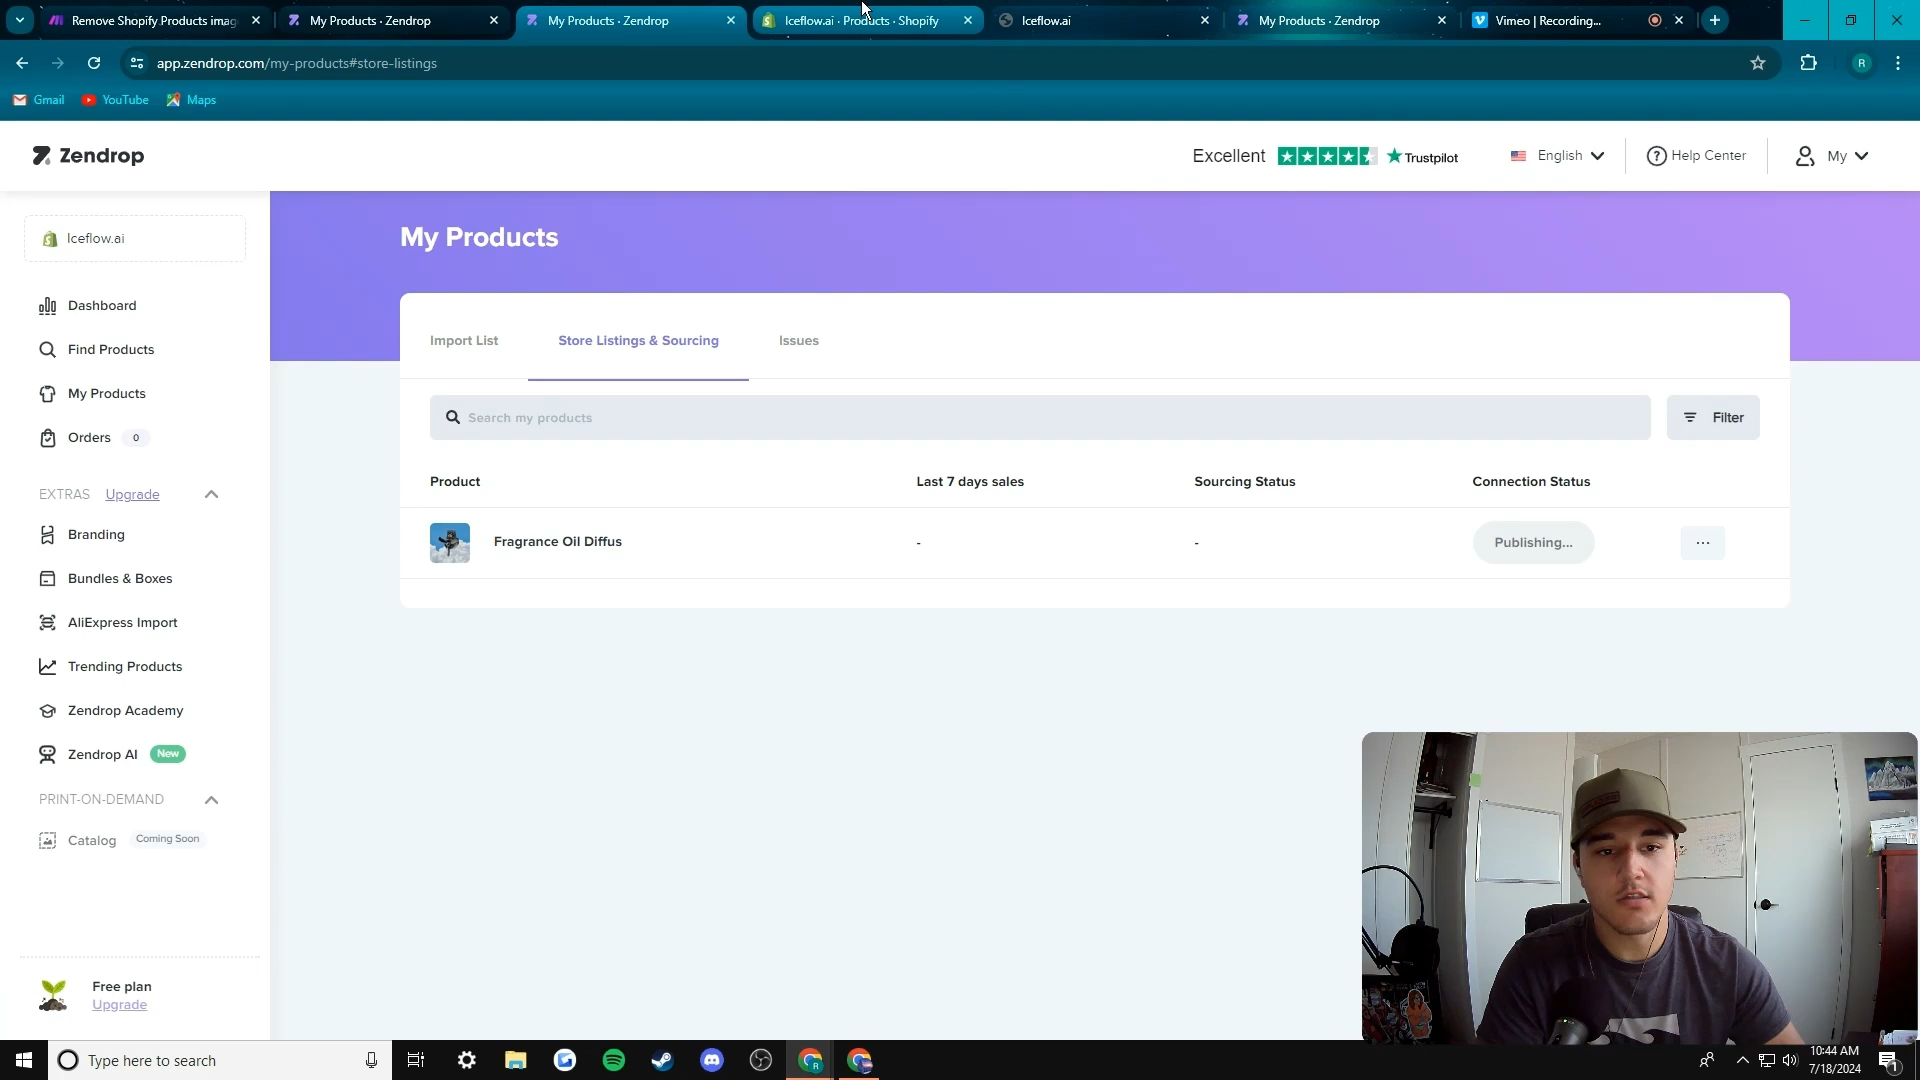 Remove Shopify Products imag
My Products · Zendrop
My Products · Zendrop
Iceflow.ai · Products · Shopify
Iceflow.ai
My Products · Zendrop
Vimeo | Recording...
app.zendrop.com/my-products#store-listings
R
Gmail
YouTube
Maps
Zendrop
Excellent
Trustpilot
English
Help Center
My
Iceflow.ai
Dashboard
Find Products
My Products
Orders 0
EXTRAS Upgrade
Branding
Bundles & Boxes
AliExpress Import
Trending Products
Zendrop Academy
Zendrop AI New
PRINT-ON-DEMAND
Catalog Coming Soon
Free plan
Upgrade
My Products
Import List
Store Listings & Sourcing
Issues
Search my products
Filter
Product
Last 7 days sales
Sourcing Status
Connection Status
Fragrance Oil Diffus
-
-
Publishing...
...
Type here to search
10:44 AM
7/18/2024
1